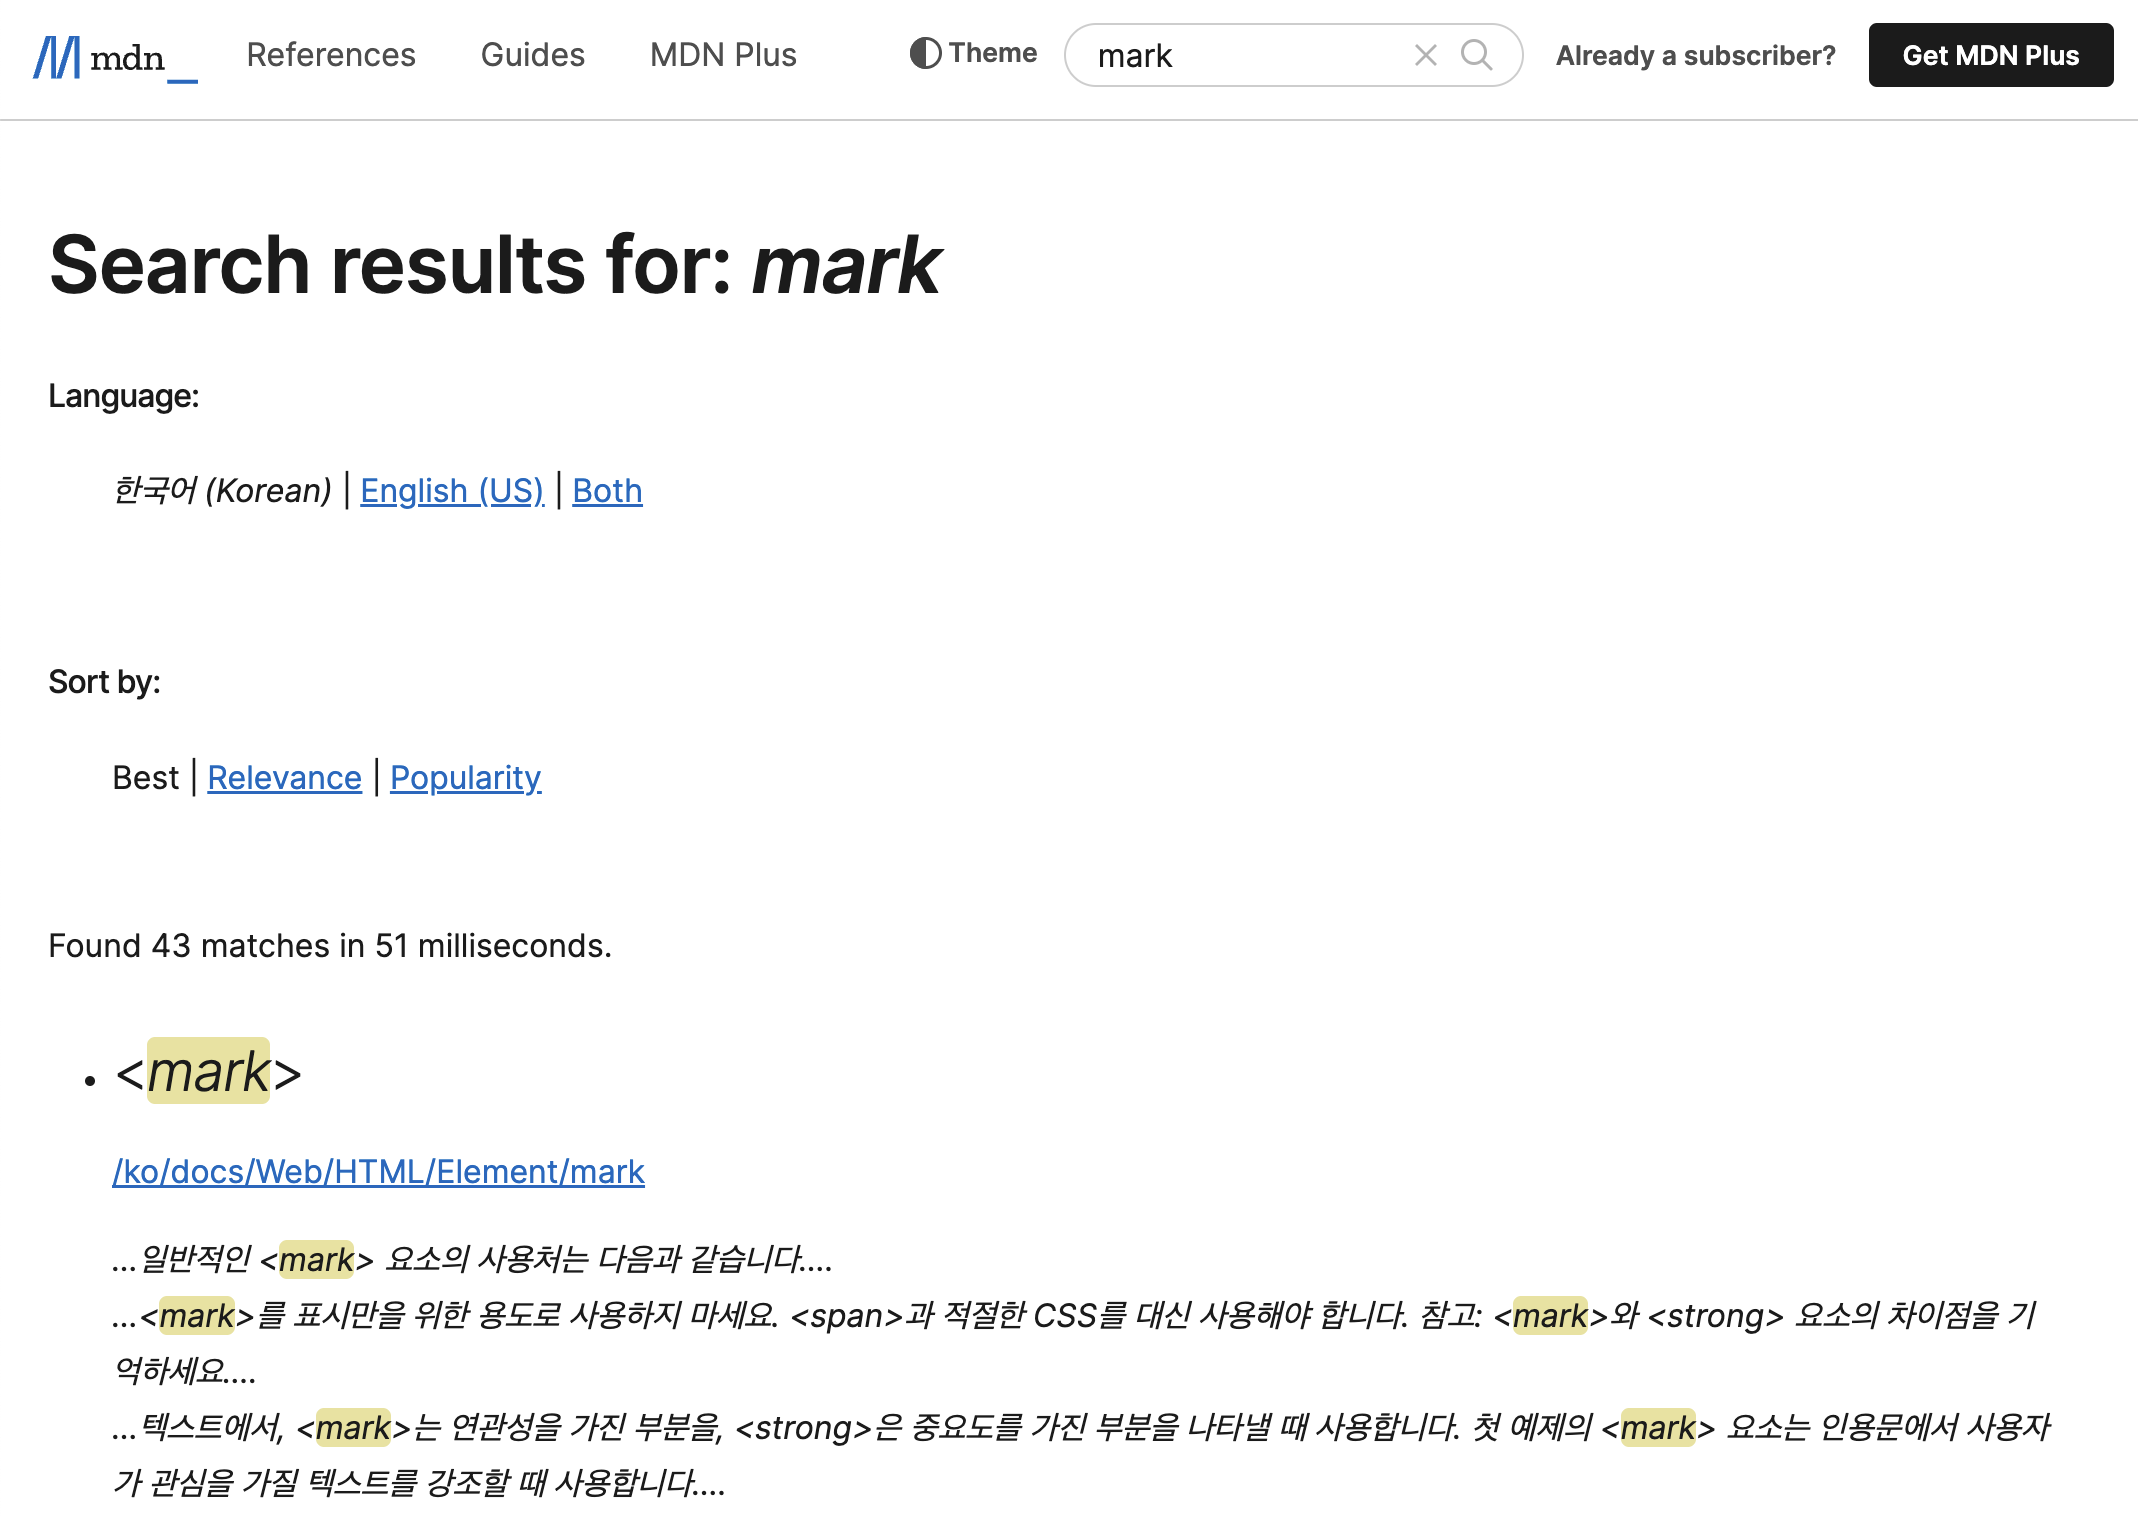 mdn_ References Guides MDN Plus Theme mark Already a subscriber? Get MDN Plus
Search results for: mark
Language:
한국어 (Korean) | English (US) | Both
Sort by:
Best | Relevance | Popularity
Found 43 matches in 51 milliseconds.
• <mark>
/ko/docs/Web/HTML/Element/mark
…일반적인 <mark> 요소의 사용처는 다음과 같습니다.…
…<mark>를 표시만을 위한 용도로 사용하지 마세요. <span>과 적절한 CSS를 대신 사용해야 합니다. 참고: <mark>와 <strong> 요소의 차이점을 기
억하세요.…
…텍스트에서, <mark>는 연관성을 가진 부분을, <strong>은 중요도를 가진 부분을 나타낼 때 사용합니다. 첫 예제의 <mark> 요소는 인용문에서 사용자
가 관심을 가질 텍스트를 강조할 때 사용합니다.…